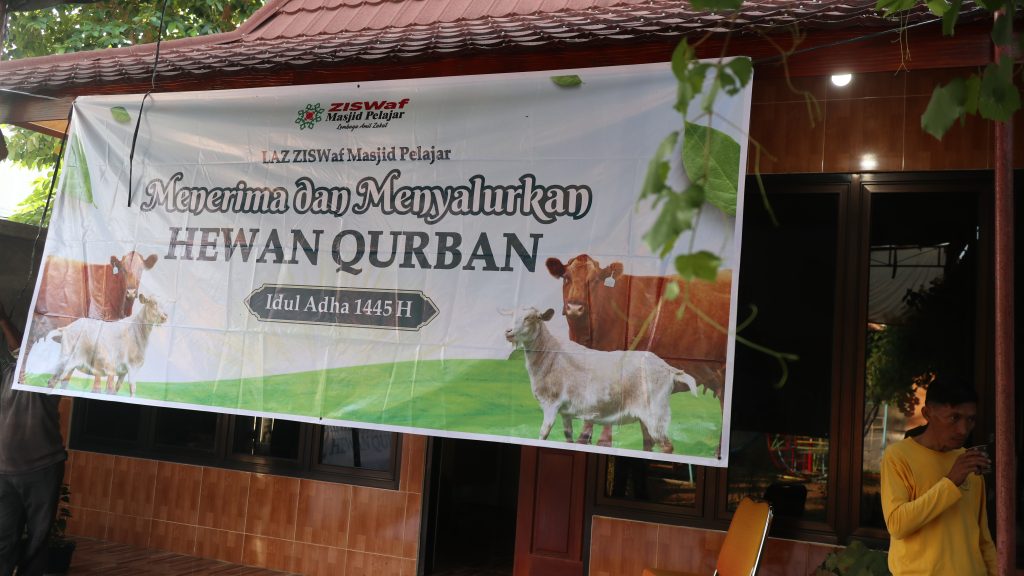 ZISWaf
Masjid Pelajar
Lembaga Amil Zakat
LAZ ZISWaf Masjid Pelajar
Menerima dan Menyalurkan
HEWAN QURBAN
Idul Adha 1445 H